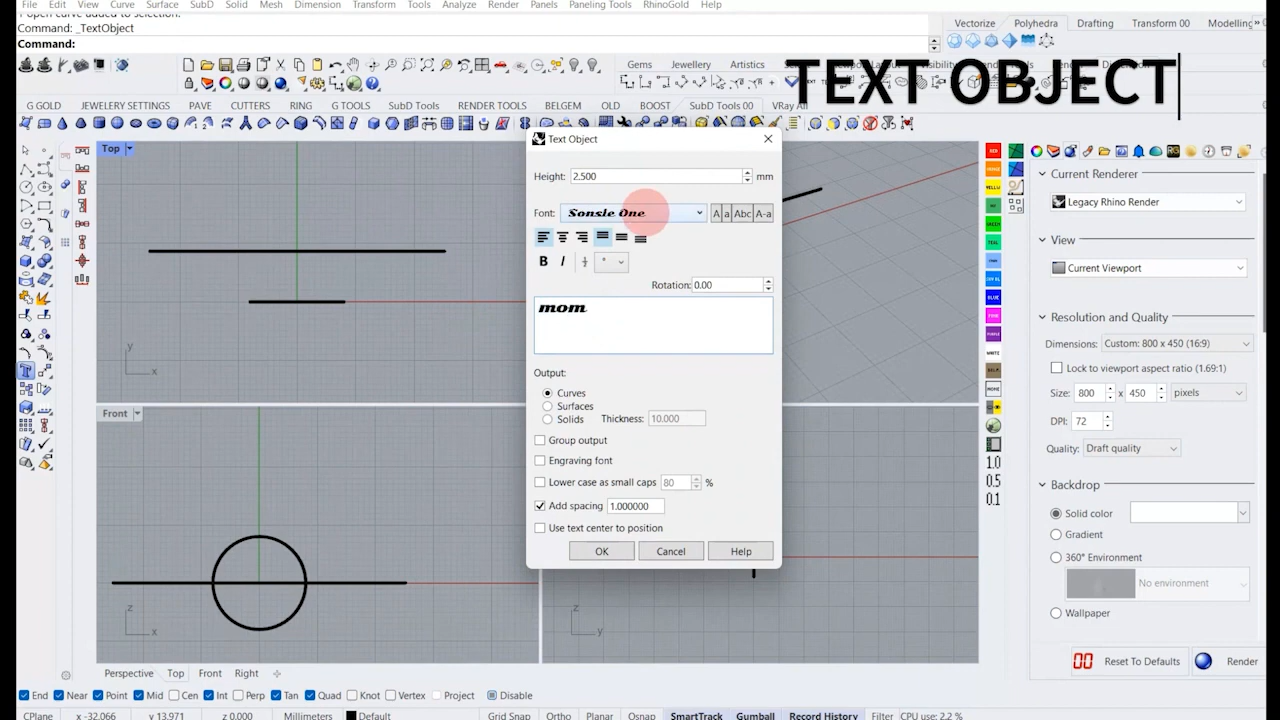 File Edit View Curve Surface SubD Solid Mesh Dimension Transform Tools Analyze Render Panels Paneling Tools RhinoGold Help
Command: _TextObject
Command:
Vectorize Polyhedra Drafting Transform 00 Modelling
TEXT OBJECT
Gems Jewellery Artists
G GOLD JEWELERY SETTINGS PAVE CUTTERS RING G TOOLS SubD Tools RENDER TOOLS BELGEM OLD BOOST SubD Tools 00 VRay
Top
Text Object
Height: 2.500 mm
Font: Sonsie One A a Abc A-a
B I
Rotation: 0.00
mom
Output:
Curves
Surfaces
Solids Thickness: 10.000
Group output
Engraving font
Lower case as small caps 80 %
Add spacing 1.000000
Use text center to position
OK Cancel Help
y
x
Front
z
x
z
y
Current Renderer
Legacy Rhino Render
View
Current Viewport
Resolution and Quality
Dimensions: Custom: 800 x 450 (16:9)
Lock to viewport aspect ratio (1.69:1)
Size: 800 x 450 pixels
DPI: 72
Quality: Draft quality
Backdrop
Solid color
Gradient
360° Environment
No environment
Wallpaper
Reset To Defaults Render
1.0
0.5
0.1
Perspective Top Front Right
End Near Point Mid Cen Int Perp Tan Quad Knot Vertex Project Disable
CPlane x -32.066 y 13.971 z 0.000 Millimeters Default Grid Snap Ortho Planar Osnap SmartTrack Gumball Record History Filter CPU use: 2.2 %